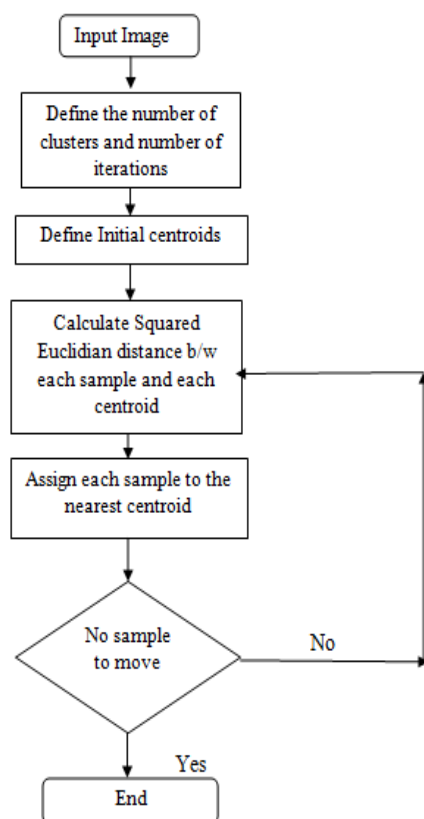 Input Image
Define the number of
clusters and number of
iterations
Define Initial centroids
Calculate Squared
Euclidian distance b/w
each sample and each
centroid
Assign each sample to the
nearest centroid
No sample
to move
No
Yes
End